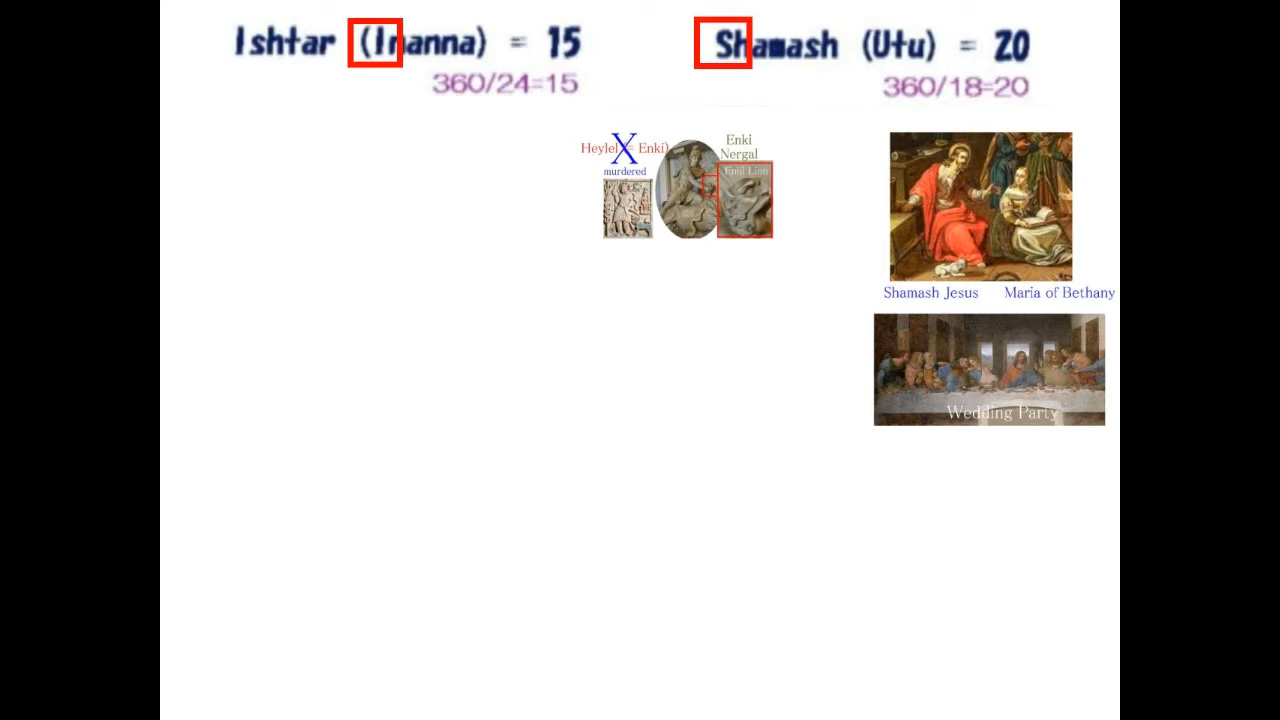 Ishtar (Inanna) = 15
360/24=15
Shamash (Utu) = 20
360/18=20
Heylel (= Enki)
X
murdered
Enki
Nergal
Enlil Lion
Shamash Jesus
Maria of Bethany
Wedding Party